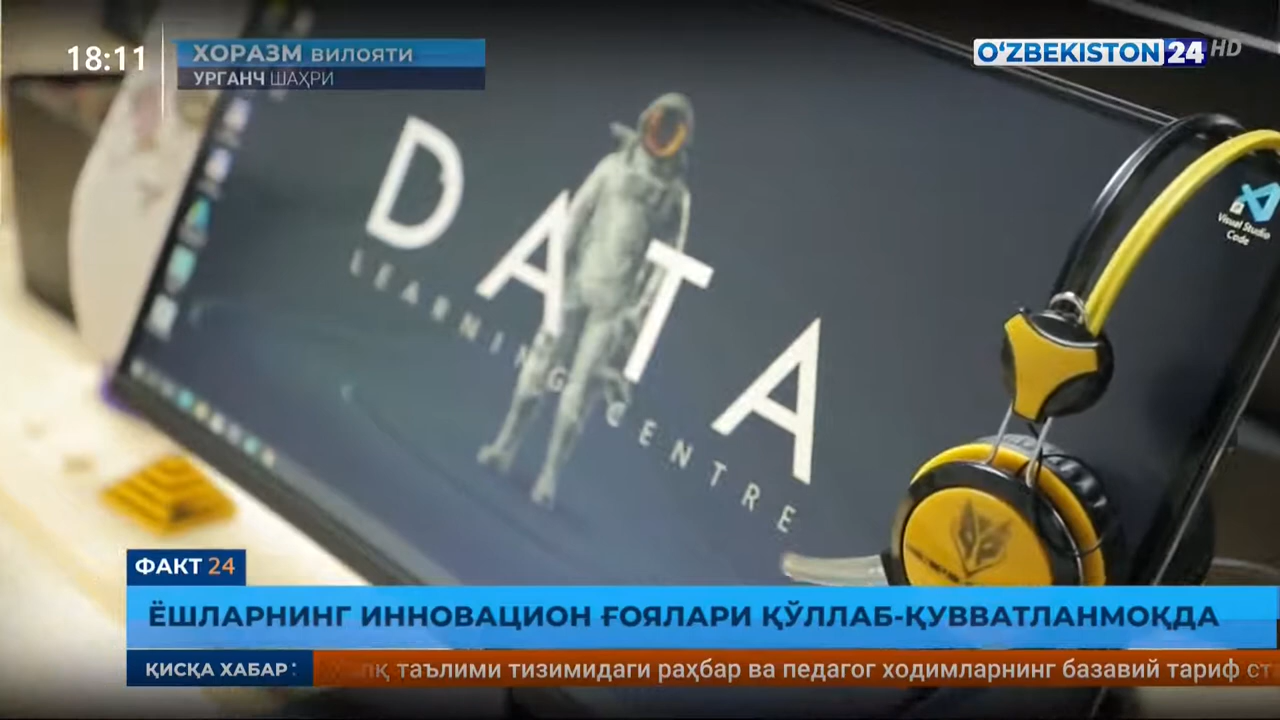 18:11
ХОРАЗМ вилояти
УРГАНЧ ШАҲРИ
O‘ZBEKISTON 24 HD
DATA
LEARNING CENTRE
Visual Studio
Code
ФАКТ 24
ЁШЛАРНИНГ ИННОВАЦИОН ҒОЯЛАРИ ҚЎЛЛАБ-ҚУВВАТЛАНМОҚДА
ҚИСҚА ХАБАР:
таълими тизимидаги раҳбар ва педагог ходимларнинг базавий тариф